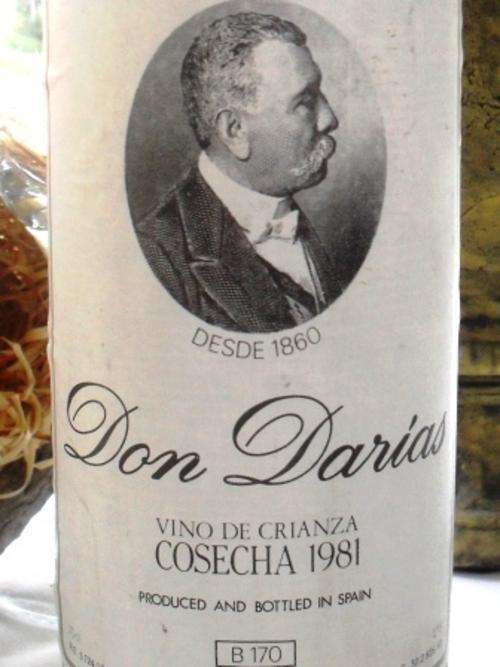 DESDE 1860
Don Darias
VINO DE CRIANZA
COSECHA 1981
PRODUCED AND BOTTLED IN SPAIN
B 170